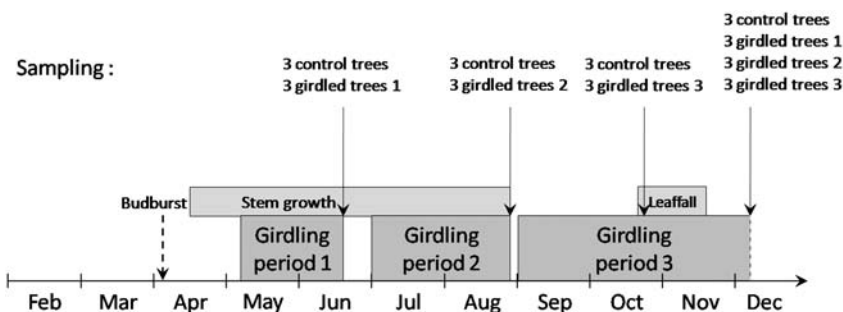 Sampling :
3 control trees
3 girdled trees 1
3 control trees
3 girdled trees 2
3 control trees
3 girdled trees 3
3 control trees
3 girdled trees 1
3 girdled trees 2
3 girdled trees 3
Budburst
Stem growth
Leaffall
Girdling
period 1
Girdling
period 2
Girdling
period 3
Feb Mar Apr May Jun Jul Aug Sep Oct Nov Dec